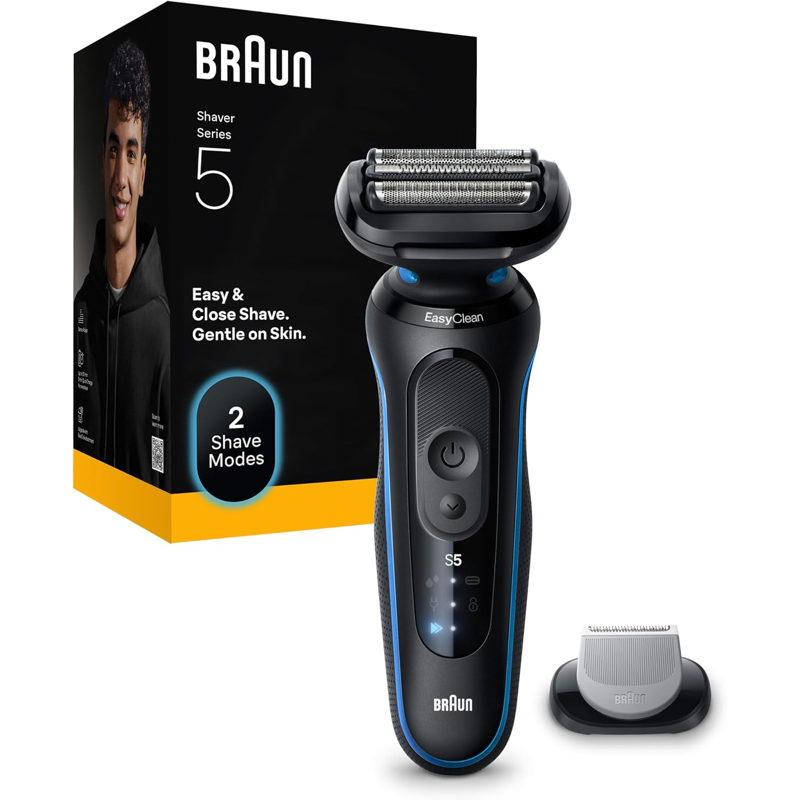 BRAUN
Shaver
Series
5
Easy &
Close Shave.
Gentle on Skin.
2
Shave
Modes
EasyClean
S5
BRAUN
BRAUN